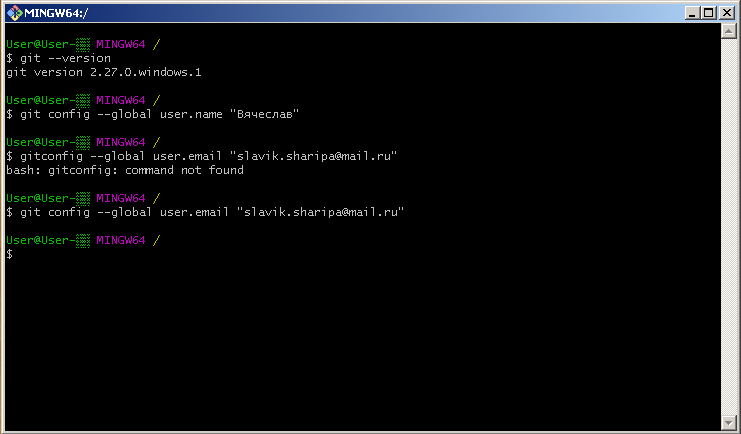 MINGW64:/
User@User- MINGW64 /
$ git --version
git version 2.27.0.windows.1
User@User- MINGW64 /
$ git config --global user.name "Вячеслав"
User@User- MINGW64 /
$ gitconfig --global user.email "slavik.sharipa@mail.ru"
bash: gitconfig: command not found
User@User- MINGW64 /
$ git config --global user.email "slavik.sharipa@mail.ru"
User@User- MINGW64 /
$